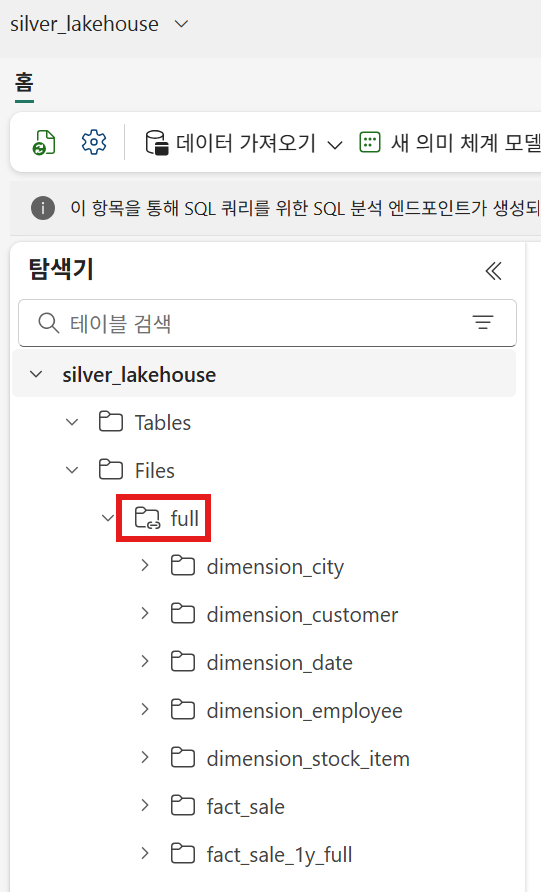 silver_lakehouse
홈
데이터 가져오기 새 의미 체계 모델
이 항목을 통해 SQL 쿼리를 위한 SQL 분석 엔드포인트가 생성되
탐색기
테이블 검색
silver_lakehouse
Tables
Files
full
dimension_city
dimension_customer
dimension_date
dimension_employee
dimension_stock_item
fact_sale
fact_sale_1y_full